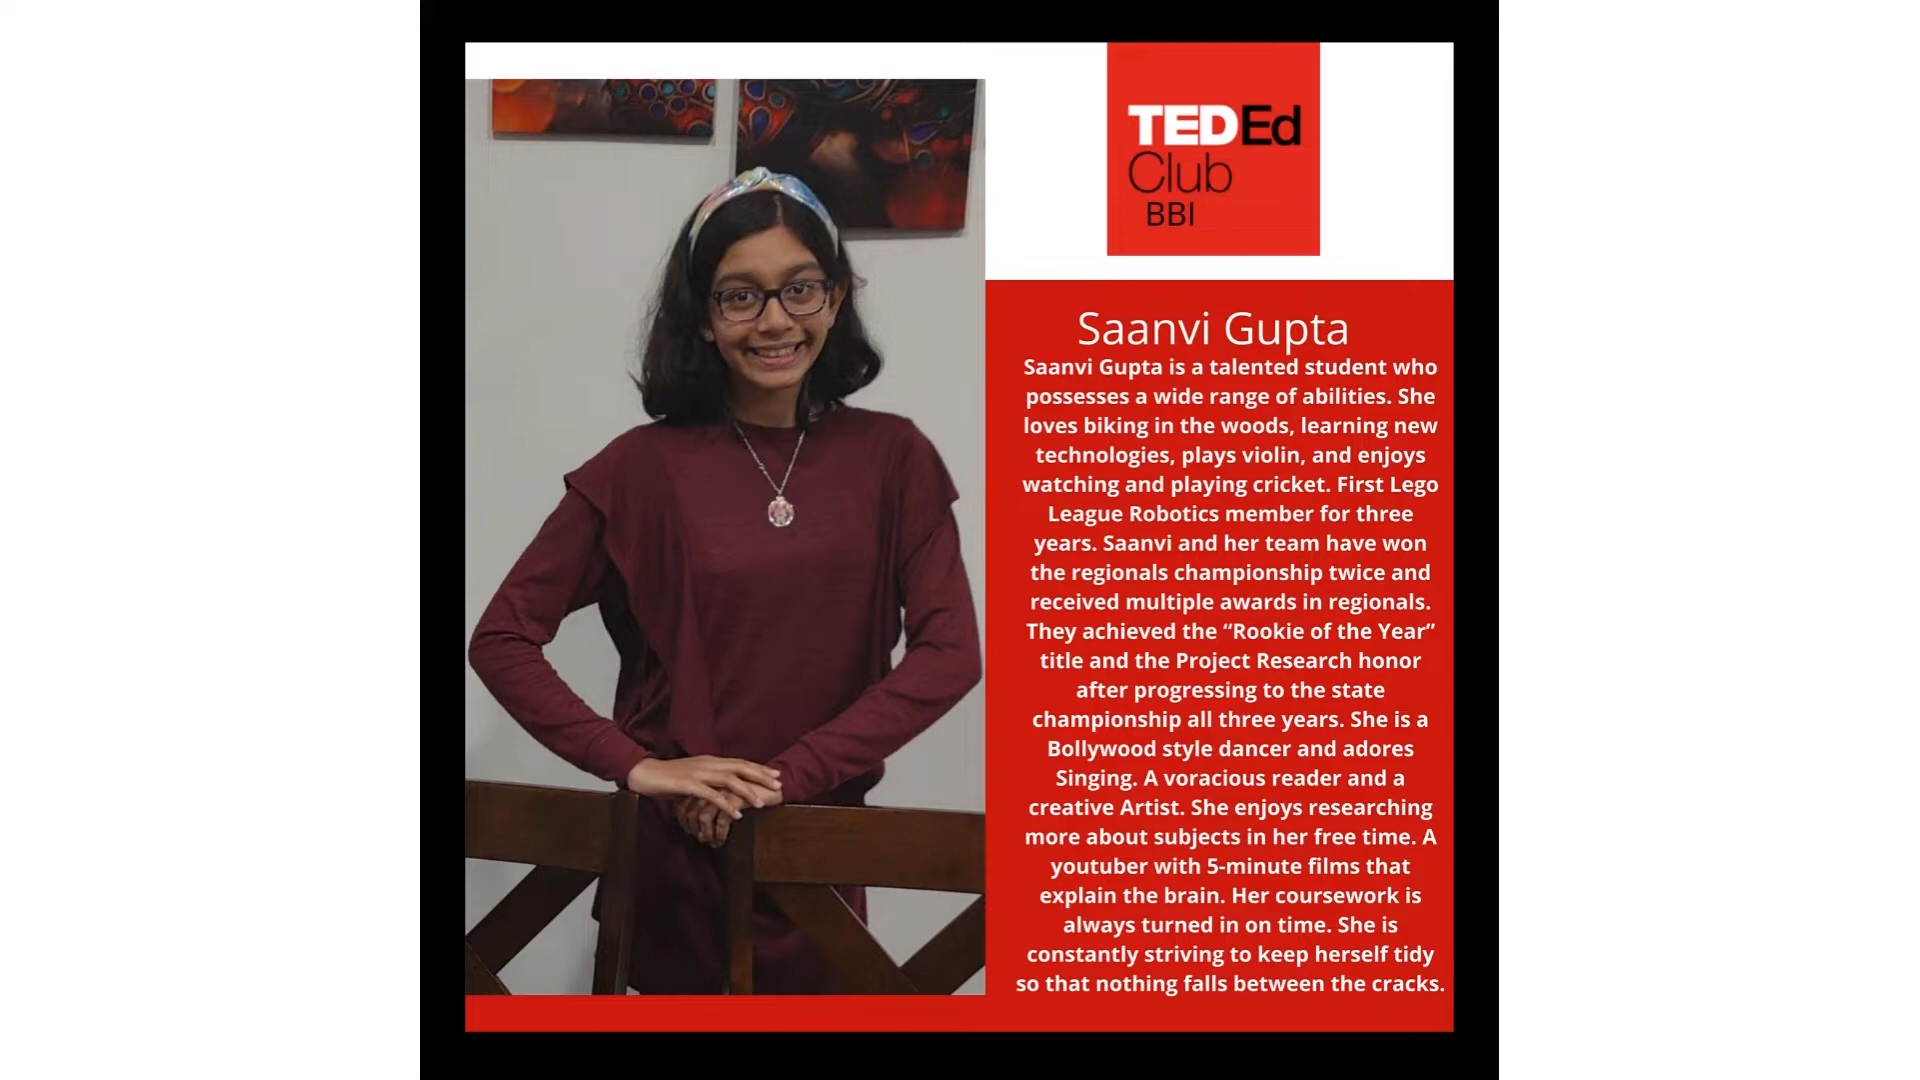 TEDEd
Club
BBI
Saanvi Gupta
Saanvi Gupta is a talented student who
possesses a wide range of abilities. She
loves biking in the woods, learning new
technologies, plays violin, and enjoys
watching and playing cricket. First Lego
League Robotics member for three
years. Saanvi and her team have won
the regionals championship twice and
received multiple awards in regionals.
They achieved the “Rookie of the Year”
title and the Project Research honor
after progressing to the state
championship all three years. She is a
Bollywood style dancer and adores
Singing. A voracious reader and a
creative Artist. She enjoys researching
more about subjects in her free time. A
youtuber with 5-minute films that
explain the brain. Her coursework is
always turned in on time. She is
constantly striving to keep herself tidy
so that nothing falls between the cracks.